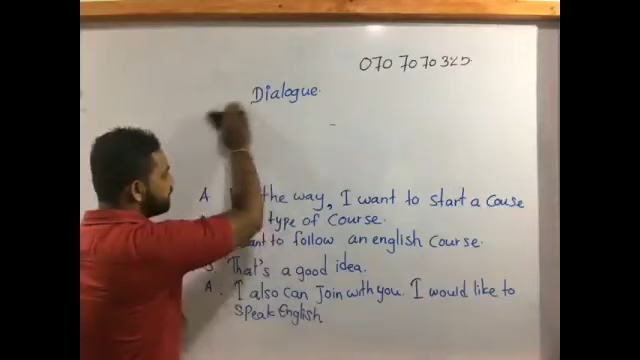 070 7070 325
Dialogue
A the way, I want to start a Couse
type of Course.
to follow an english Course.
That's a good idea.
A. I also can Join with you. I would like to
Speak English